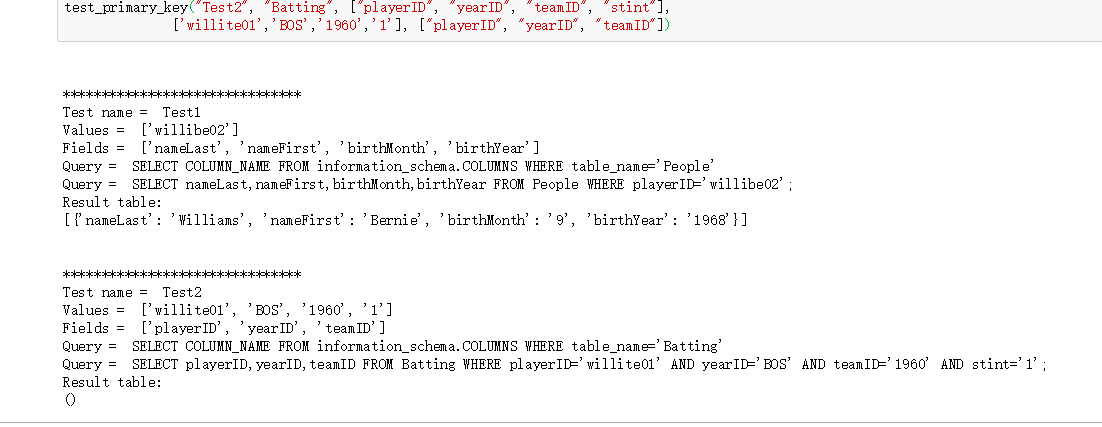 test_primary_key("Test2", "Batting", ["playerID", "yearID", "teamID", "stint"],
['willite01','BOS','1960','1'], ["playerID", "yearID", "teamID"])
*******************************
Test name =  Test1
Values =  ['willibe02']
Fields =  ['nameLast', 'nameFirst', 'birthMonth', 'birthYear']
Query =  SELECT COLUMN_NAME FROM information_schema.COLUMNS WHERE table_name='People'
Query =  SELECT nameLast,nameFirst,birthMonth,birthYear FROM People WHERE playerID='willibe02';
Result table:
[{'nameLast': 'Williams', 'nameFirst': 'Bernie', 'birthMonth': '9', 'birthYear': '1968'}]
*******************************
Test name =  Test2
Values =  ['willite01', 'BOS', '1960', '1']
Fields =  ['playerID', 'yearID', 'teamID']
Query =  SELECT COLUMN_NAME FROM information_schema.COLUMNS WHERE table_name='Batting'
Query =  SELECT playerID,yearID,teamID FROM Batting WHERE playerID='willite01' AND yearID='BOS' AND teamID='1960' AND stint='1';
Result table:
()